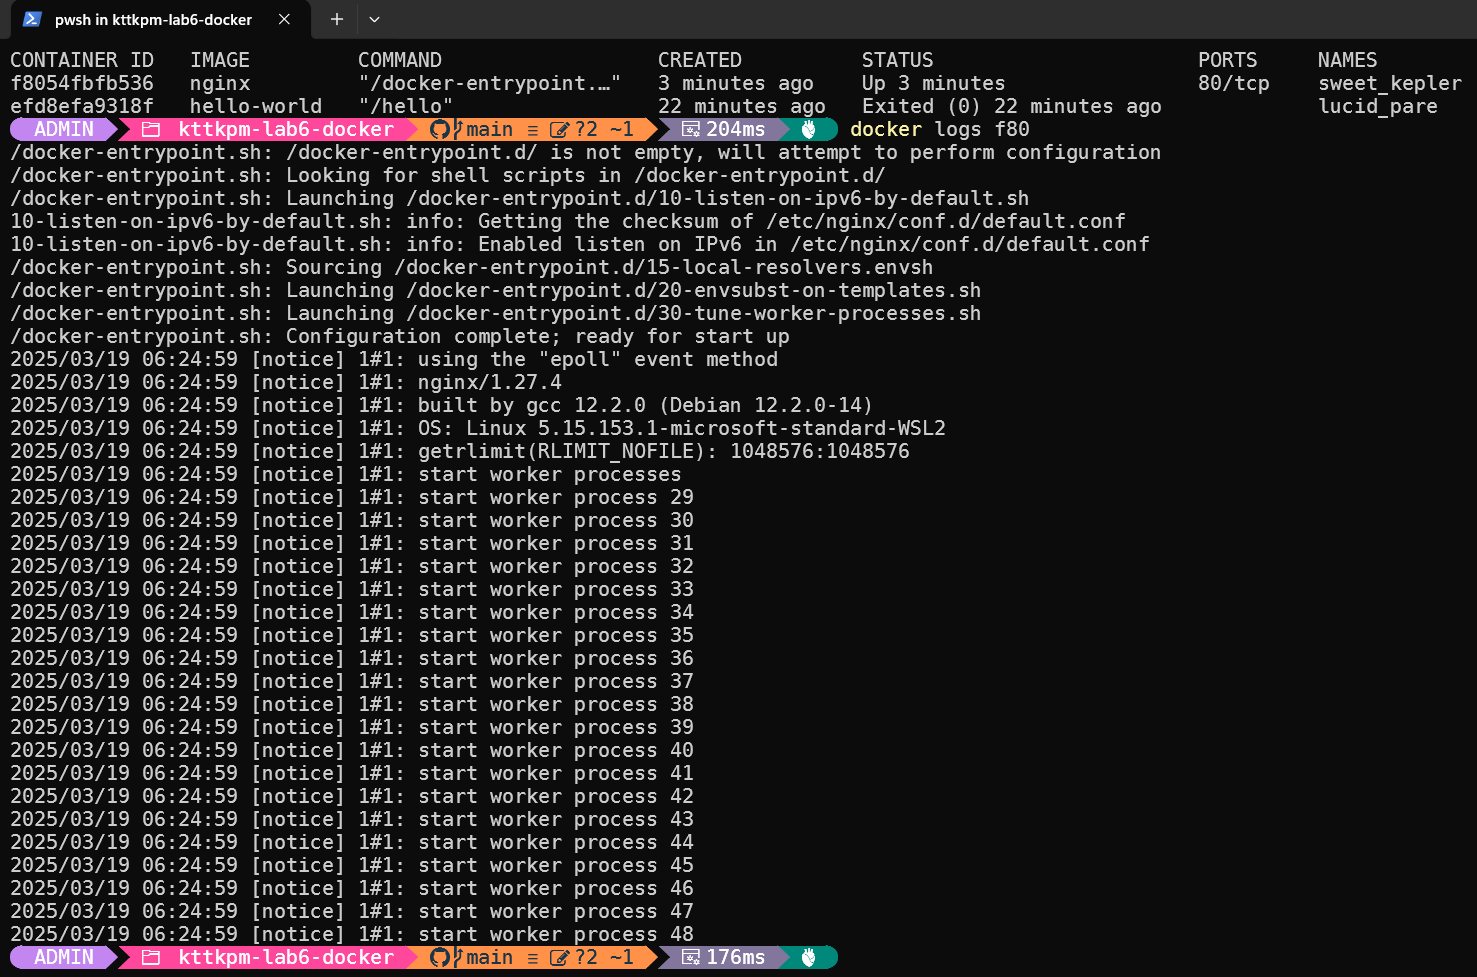 pwsh in kttkpm-lab6-docker
CONTAINER ID   IMAGE         COMMAND                  CREATED          STATUS                      PORTS     NAMES
f8054fbfb536   nginx         "/docker-entrypoint.…"   3 minutes ago    Up 3 minutes                80/tcp    sweet_kepler
efd8efa9318f   hello-world   "/hello"                 22 minutes ago   Exited (0) 22 minutes ago             lucid_pare
ADMIN kttkpm-lab6-docker main ≡ ?2 ~1 204ms docker logs f80
/docker-entrypoint.sh: /docker-entrypoint.d/ is not empty, will attempt to perform configuration
/docker-entrypoint.sh: Looking for shell scripts in /docker-entrypoint.d/
/docker-entrypoint.sh: Launching /docker-entrypoint.d/10-listen-on-ipv6-by-default.sh
10-listen-on-ipv6-by-default.sh: info: Getting the checksum of /etc/nginx/conf.d/default.conf
10-listen-on-ipv6-by-default.sh: info: Enabled listen on IPv6 in /etc/nginx/conf.d/default.conf
/docker-entrypoint.sh: Sourcing /docker-entrypoint.d/15-local-resolvers.envsh
/docker-entrypoint.sh: Launching /docker-entrypoint.d/20-envsubst-on-templates.sh
/docker-entrypoint.sh: Launching /docker-entrypoint.d/30-tune-worker-processes.sh
/docker-entrypoint.sh: Configuration complete; ready for start up
2025/03/19 06:24:59 [notice] 1#1: using the "epoll" event method
2025/03/19 06:24:59 [notice] 1#1: nginx/1.27.4
2025/03/19 06:24:59 [notice] 1#1: built by gcc 12.2.0 (Debian 12.2.0-14)
2025/03/19 06:24:59 [notice] 1#1: OS: Linux 5.15.153.1-microsoft-standard-WSL2
2025/03/19 06:24:59 [notice] 1#1: getrlimit(RLIMIT_NOFILE): 1048576:1048576
2025/03/19 06:24:59 [notice] 1#1: start worker processes
2025/03/19 06:24:59 [notice] 1#1: start worker process 29
2025/03/19 06:24:59 [notice] 1#1: start worker process 30
2025/03/19 06:24:59 [notice] 1#1: start worker process 31
2025/03/19 06:24:59 [notice] 1#1: start worker process 32
2025/03/19 06:24:59 [notice] 1#1: start worker process 33
2025/03/19 06:24:59 [notice] 1#1: start worker process 34
2025/03/19 06:24:59 [notice] 1#1: start worker process 35
2025/03/19 06:24:59 [notice] 1#1: start worker process 36
2025/03/19 06:24:59 [notice] 1#1: start worker process 37
2025/03/19 06:24:59 [notice] 1#1: start worker process 38
2025/03/19 06:24:59 [notice] 1#1: start worker process 39
2025/03/19 06:24:59 [notice] 1#1: start worker process 40
2025/03/19 06:24:59 [notice] 1#1: start worker process 41
2025/03/19 06:24:59 [notice] 1#1: start worker process 42
2025/03/19 06:24:59 [notice] 1#1: start worker process 43
2025/03/19 06:24:59 [notice] 1#1: start worker process 44
2025/03/19 06:24:59 [notice] 1#1: start worker process 45
2025/03/19 06:24:59 [notice] 1#1: start worker process 46
2025/03/19 06:24:59 [notice] 1#1: start worker process 47
2025/03/19 06:24:59 [notice] 1#1: start worker process 48
ADMIN kttkpm-lab6-docker main ≡ ?2 ~1 176ms